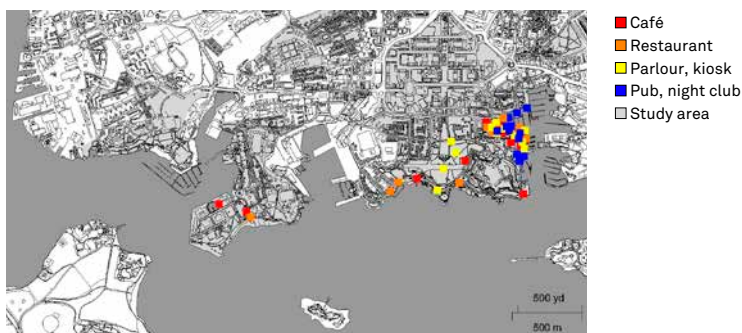 Café
Restaurant
Parlour, kiosk
Pub, night club
Study area
500 yd
500 m